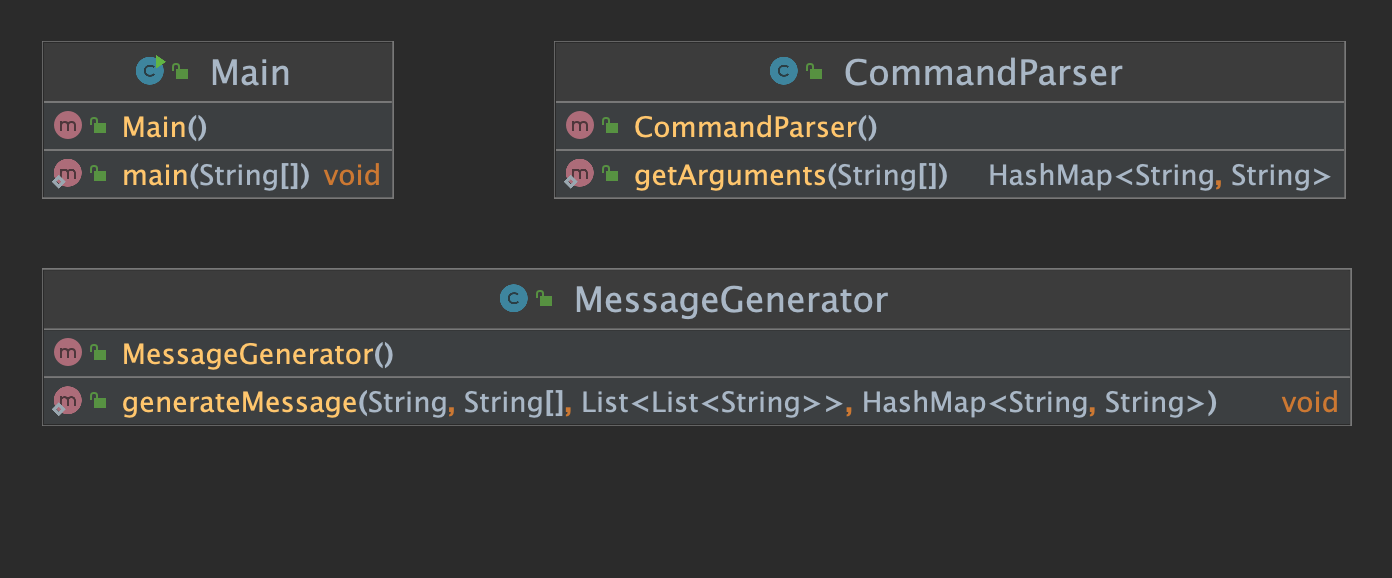 Main
Main()
main(String[]) void
CommandParser
CommandParser()
getArguments(String[]) HashMap<String, String>
MessageGenerator
MessageGenerator()
generateMessage(String, String[], List<List<String>>, HashMap<String, String>) void